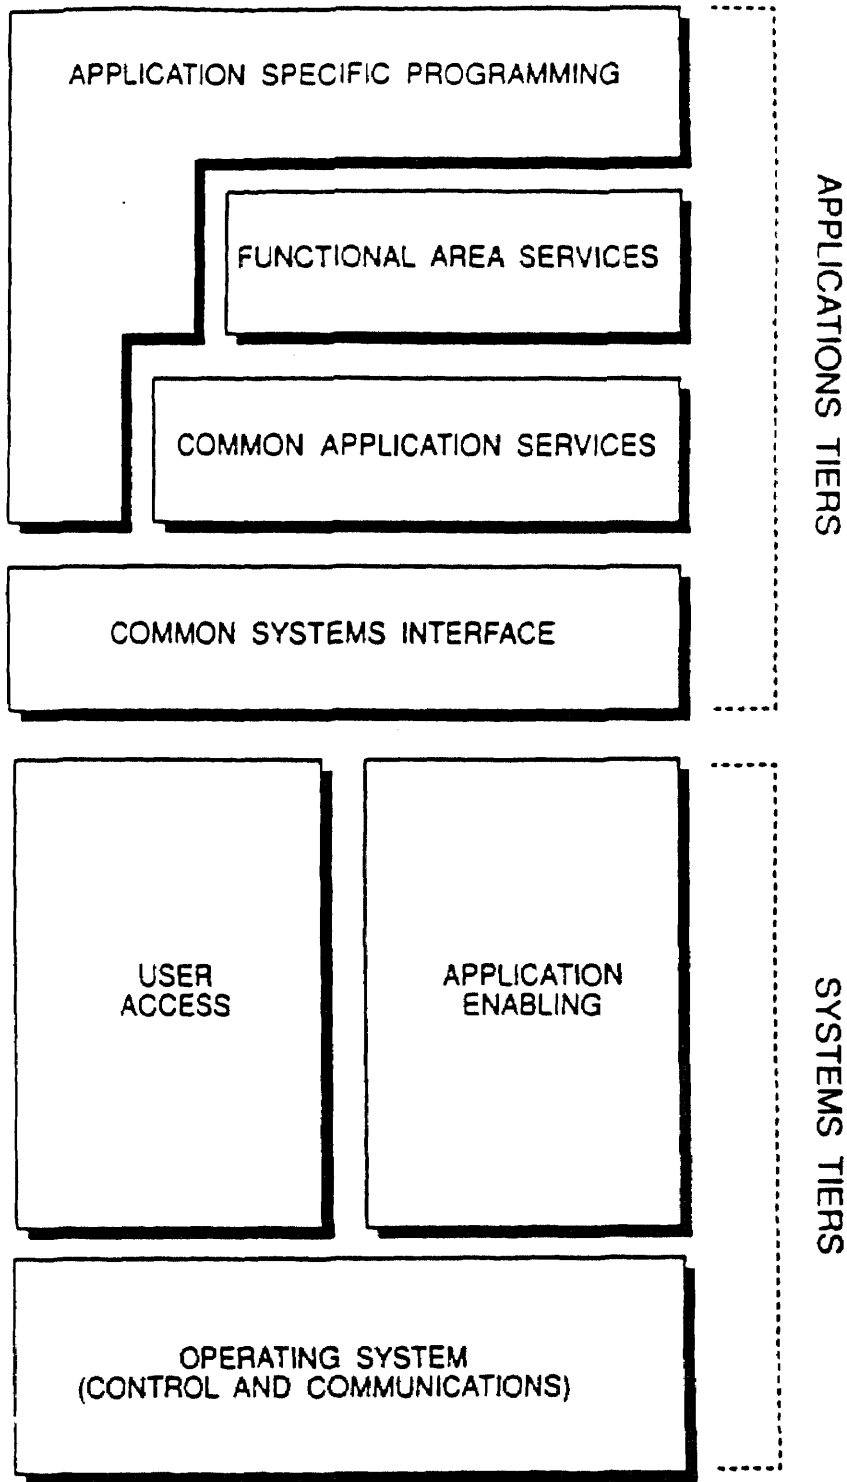 APPLICATION SPECIFIC PROGRAMMING
FUNCTIONAL AREA SERVICES
COMMON APPLICATION SERVICES
COMMON SYSTEMS INTERFACE
APPLICATIONS TIERS
USER
ACCESS
APPLICATION
ENABLING
SYSTEMS TIERS
OPERATING SYSTEM
(CONTROL AND COMMUNICATIONS)